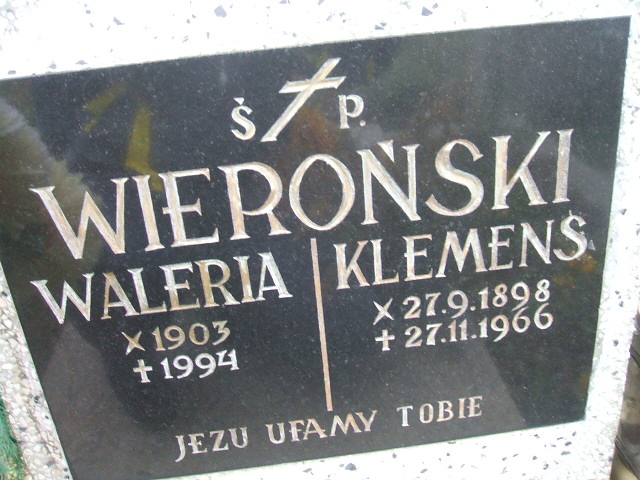 Ś P.
WIEROŃSKI
WALERIA
× 1903
† 1994
KLEMENS
× 27.9.1898
† 27.11.1966
JEZU UFAMY TOBIE